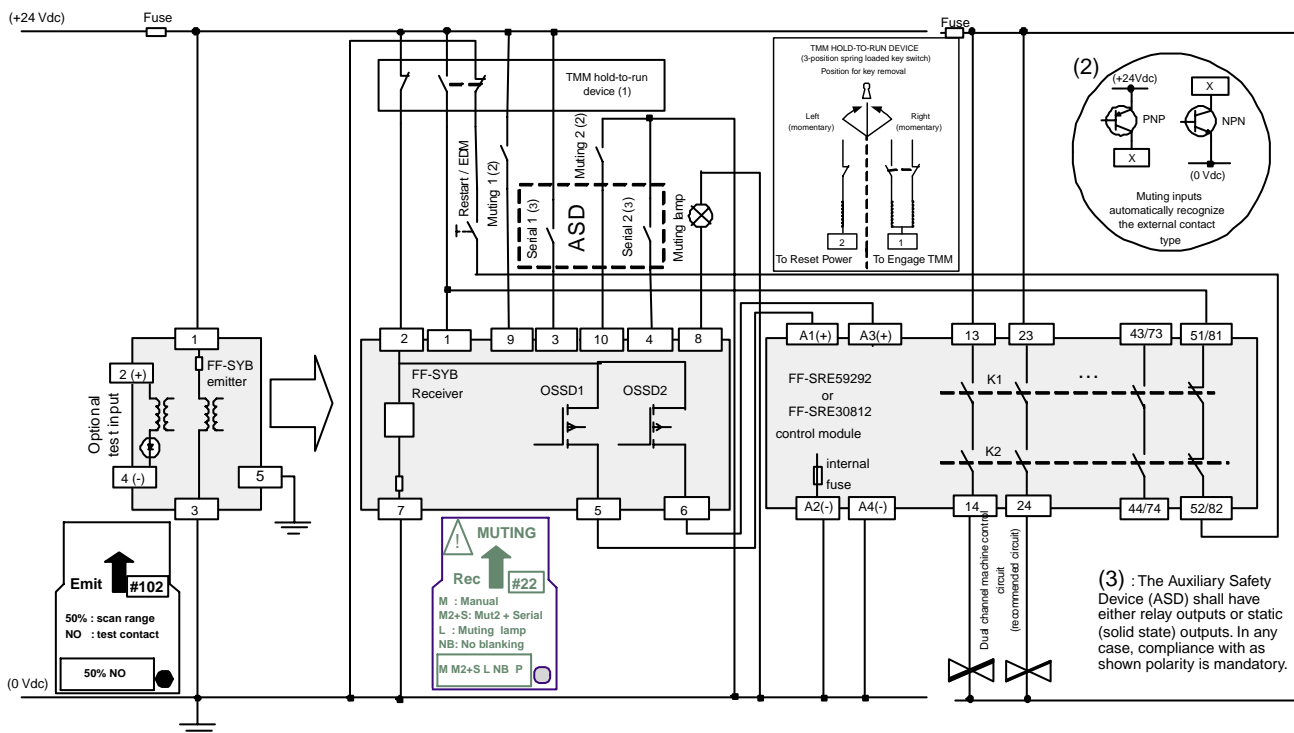 (+24 Vdc)
Fuse
Fuse
TMM hold-to-run
device (1)
TMM HOLD-TO-RUN DEVICE
(3-position spring loaded key switch)
Position for key removal
Left
(momentary)
Right
(momentary)
2
1
To Reset Power
To Engage TMM
(2)
(+24Vdc)
X
PNP
NPN
X
(0 Vdc)
Muting inputs
automatically recognize
the external contact
type
Restart / EDM
Muting 1 (2)
Serial 1 (3)
ASD
Muting 2 (2)
Serial 2 (3)
Muting lamp
1
FF-SYB
emitter
2 (+)
Optional
test input
4 (-)
5
3
2
1
9
3
10
4
8
FF-SYB
Receiver
OSSD1
OSSD2
7
5
6
A1(+)
A3(+)
13
23
43/73
51/81
FF-SRE59292
or
FF-SRE30812
control module
K1
...
K2
internal
fuse
A2(-)
A4(-)
14
24
44/74
52/82
Emit
#102
50% : scan range
NO : test contact
50% NO
! MUTING
Rec
#22
M : Manual
M2+S: Mut2 + Serial
L : Muting lamp
NB: No blanking
M M2+S L NB P
Dual channel machine control
circuit
(recommended circuit)
(3) : The Auxiliary Safety
Device (ASD) shall have
either relay outputs or static
(solid state) outputs. In any
case, compliance with as
shown polarity is mandatory.
(0 Vdc)